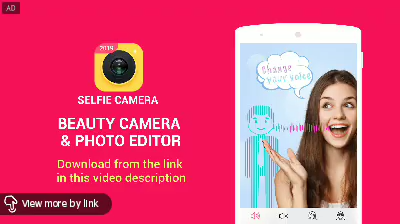 AD
2019
SELFIE CAMERA
BEAUTY CAMERA
& PHOTO EDITOR
Download from the link
in this video description
Change
your voice
View more by link